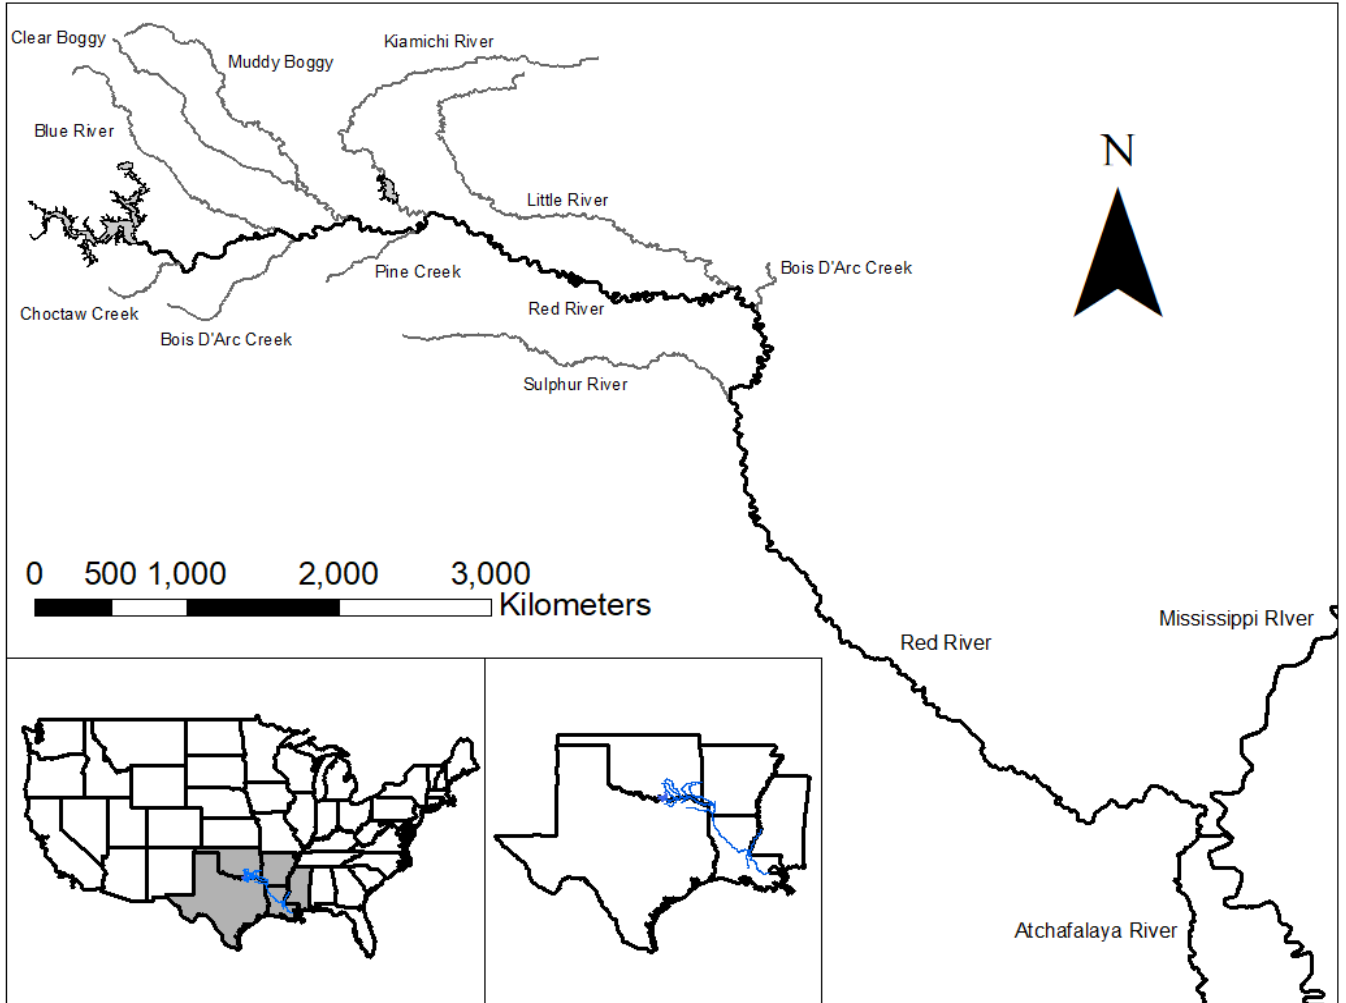 Clear Boggy
Muddy Boggy
Kiamichi River
Blue River
N
Little River
Bois D'Arc Creek
Pine Creek
Choctaw Creek
Red River
Bois D'Arc Creek
Sulphur River
0 500 1,000 2,000 3,000
Kilometers
Mississippi RIver
Red River
Atchafalaya River